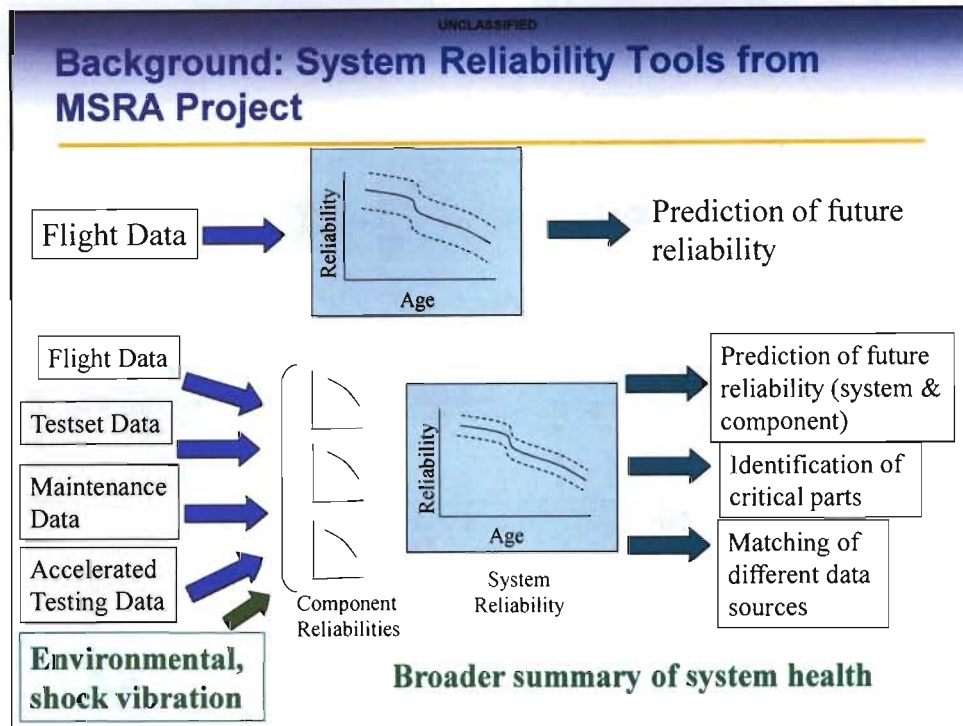 UNCLASSIFIED
Background: System Reliability Tools from
MSRA Project
Flight Data
Reliability
Age
Prediction of future
reliability
Flight Data
Testset Data
Maintenance
Data
Accelerated
Testing Data
Environmental,
shock vibration
Component
Reliabilities
Reliability
Age
System
Reliability
Prediction of future
reliability (system &
component)
Identification of
critical parts
Matching of
different data
sources
Broader summary of system health